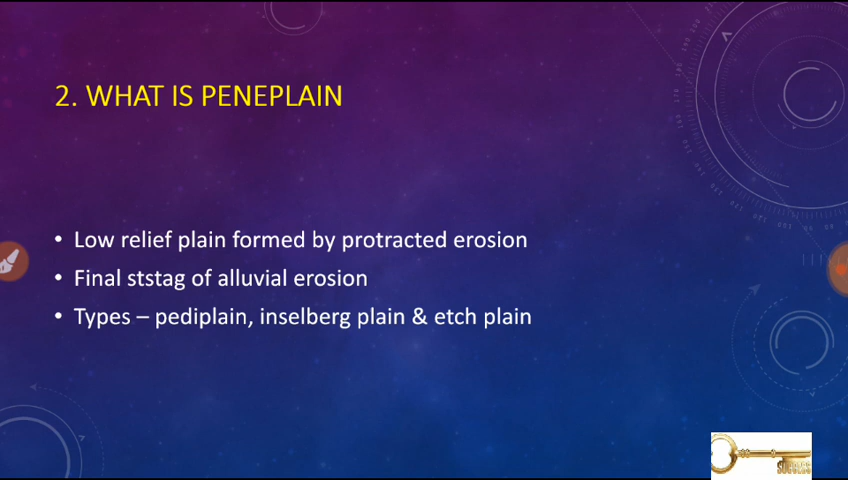 2. WHAT IS PENEPLAIN
• Low relief plain formed by protracted erosion
• Final ststag of alluvial erosion
• Types – pediplain, inselberg plain & etch plain
SUCCESS